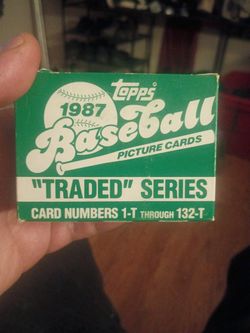 Topps
1987
Baseball
PICTURE CARDS
"TRADED" SERIES
CARD NUMBERS 1-T THROUGH 132-T